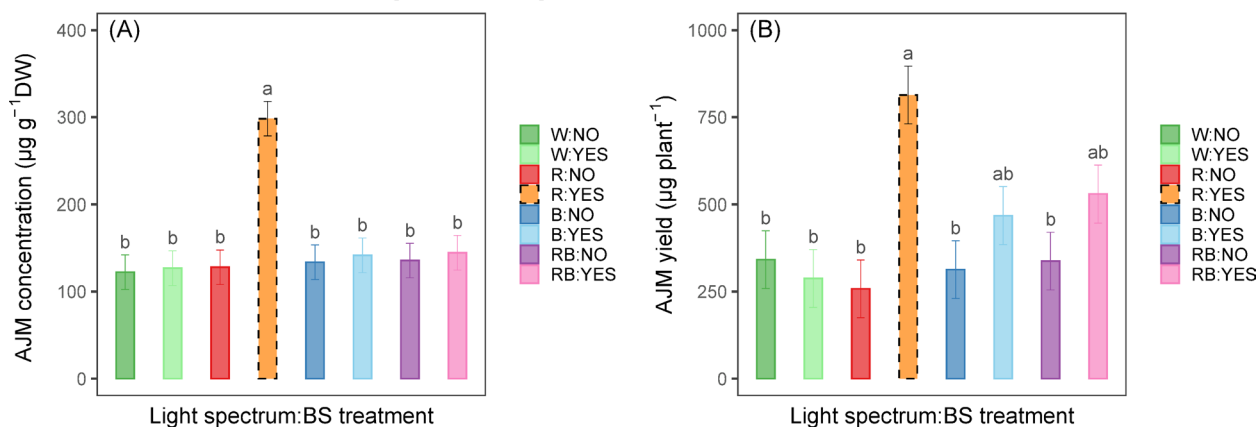 (A)
AJM concentration (µg g⁻¹DW)
400
300
200
100
0
b b b a b b b b
Light spectrum:BS treatment
W:NO
W:YES
R:NO
R:YES
B:NO
B:YES
RB:NO
RB:YES
(B)
AJM yield (µg plant⁻¹)
1000
750
500
250
0
b b b a b ab b ab
Light spectrum:BS treatment
W:NO
W:YES
R:NO
R:YES
B:NO
B:YES
RB:NO
RB:YES